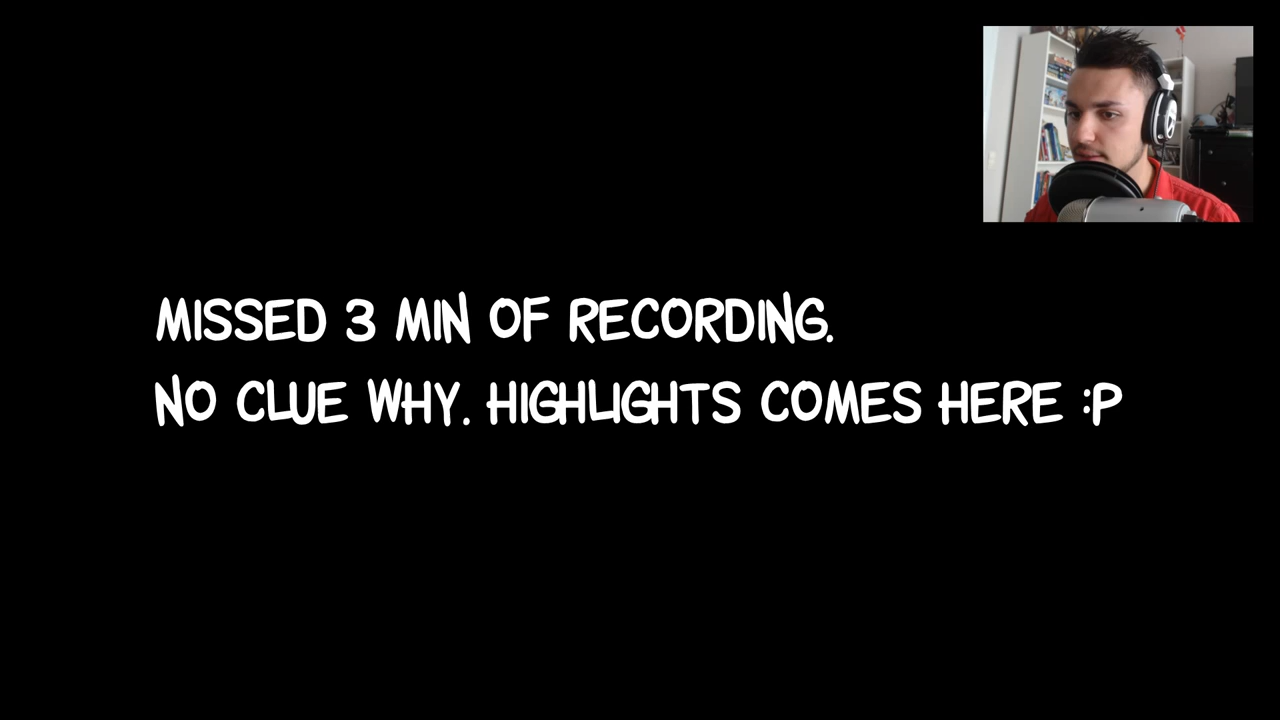 MISSED 3 MIN OF RECORDING.
NO CLUE WHY. HIGHLIGHTS COMES HERE :P